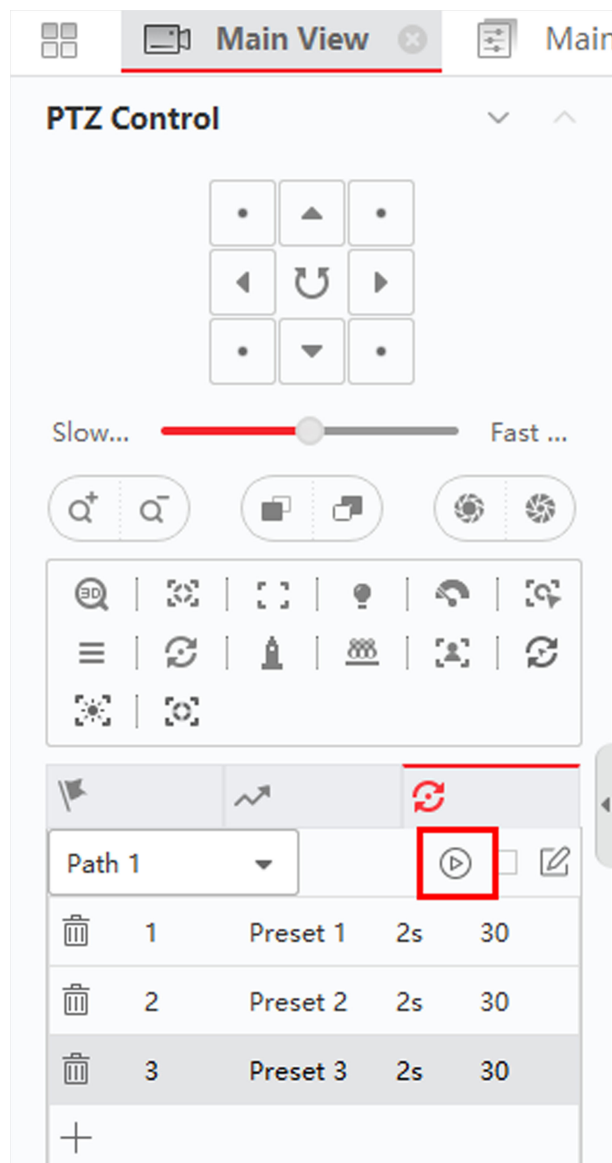 Main View Main
PTZ Control
Slow... Fast ...
3D
Path 1
1 Preset 1 2s 30
2 Preset 2 2s 30
3 Preset 3 2s 30